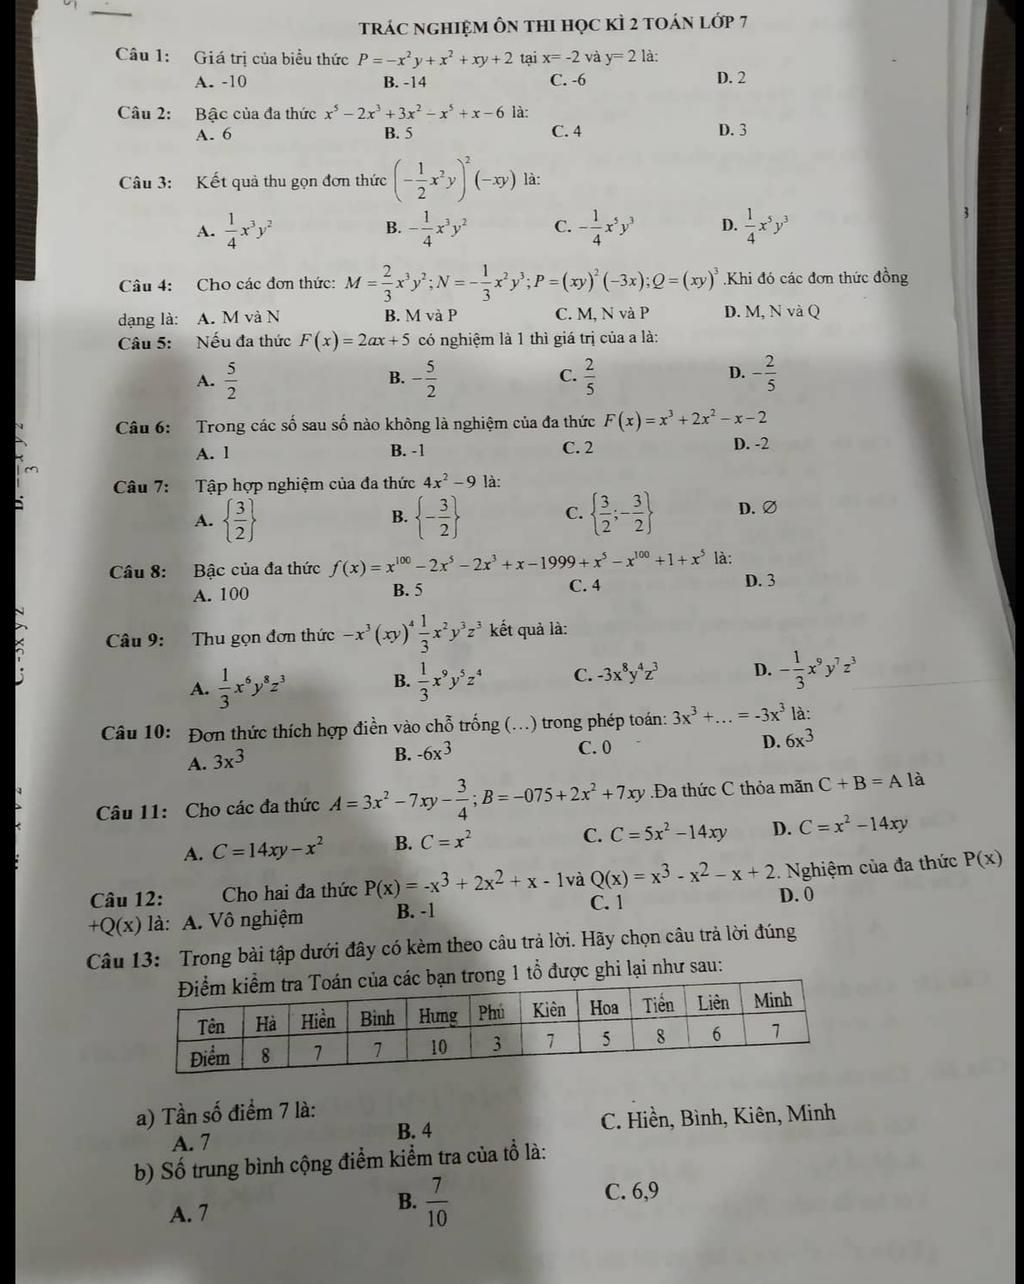 TRẮC NGHIỆM ÔN THI HỌC KÌ 2 TOÁN LỚP 7
Câu 1: Giá trị của biểu thức P = −x²y + x² + xy + 2 tại x= -2 và y= 2 là:
A. -10 B. -14 C. -6 D. 2
Câu 2: Bậc của đa thức x⁵ − 2x³ + 3x² − x⁵ + x − 6 là:
A. 6 B. 5 C. 4 D. 3
Câu 3: Kết quả thu gọn đơn thức (−1/2 x²y)² (−xy) là:
A. 1/4 x³y² B. −1/4 x³y² C. −1/4 x⁵y³ D. 1/4 x⁵y³
Câu 4: Cho các đơn thức: M = 2/3 x³y²; N = −1/3 x²y³; P = (xy)² (−3x); Q = (xy)³ .Khi đó các đơn thức đồng
dạng là: A. M và N B. M và P C. M, N và P D. M, N và Q
Câu 5: Nếu đa thức F(x) = 2ax + 5 có nghiệm là 1 thì giá trị của a là:
A. 5/2 B. −5/2 C. 2/5 D. −2/5
Câu 6: Trong các số sau số nào không là nghiệm của đa thức F(x) = x³ + 2x² − x − 2
A. 1 B. -1 C. 2 D. -2
Câu 7: Tập hợp nghiệm của đa thức 4x² − 9 là:
A. {3/2} B. {−3/2} C. {3/2; −3/2} D. ∅
Câu 8: Bậc của đa thức f(x) = x¹⁰⁰ − 2x⁵ − 2x³ + x − 1999 + x⁵ − x¹⁰⁰ + 1 + x⁵ là:
A. 100 B. 5 C. 4 D. 3
Câu 9: Thu gọn đơn thức −x³ (xy)⁴ 1/3 x²y³z³ kết quả là:
A. 1/3 x⁶y⁸z³ B. 1/3 x⁹y⁵z⁴ C. -3x⁸y⁴z³ D. −1/3 x⁹y⁷z³
Câu 10: Đơn thức thích hợp điền vào chỗ trống (…) trong phép toán: 3x³ +… = -3x³ là:
A. 3x³ B. -6x³ C. 0 D. 6x³
Câu 11: Cho các đa thức A = 3x² − 7xy − 3/4; B = −075 + 2x² + 7xy .Đa thức C thỏa mãn C + B = A là
A. C = 14xy − x² B. C = x² C. C = 5x² − 14xy D. C = x² − 14xy
Câu 12: Cho hai đa thức P(x) = -x³ + 2x² + x - 1và Q(x) = x³ - x² – x + 2. Nghiệm của đa thức P(x)
+Q(x) là: A. Vô nghiệm B. -1 C. 1 D. 0
Câu 13: Trong bài tập dưới đây có kèm theo câu trả lời. Hãy chọn câu trả lời đúng
Điểm kiểm tra Toán của các bạn trong 1 tổ được ghi lại như sau:
Tên Hà Hiền Bình Hưng Phú Kiên Hoa Tiến Liên Minh
Điểm 8 7 7 10 3 7 5 8 6 7
a) Tần số điểm 7 là:
A. 7 B. 4 C. Hiền, Bình, Kiên, Minh
b) Số trung bình cộng điểm kiểm tra của tổ là:
A. 7 B. 7/10 C. 6,9